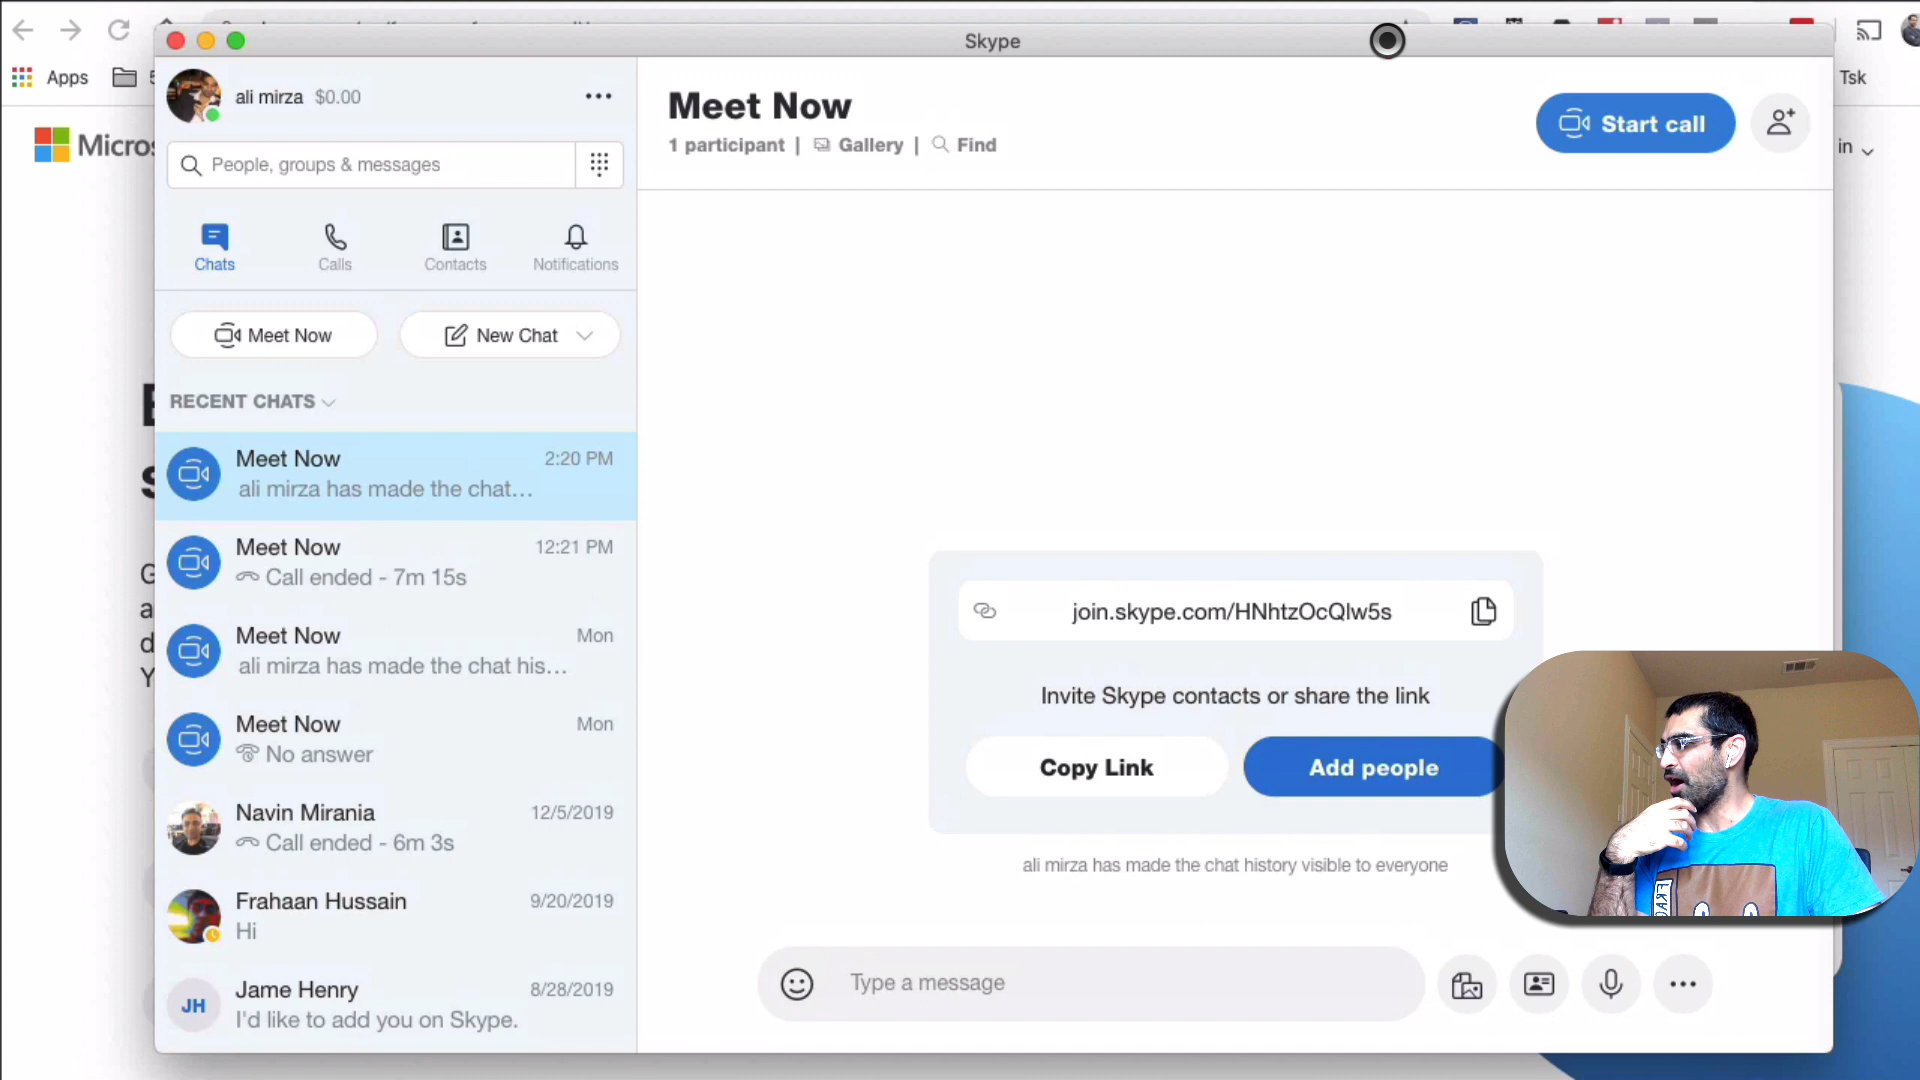 Skype
Apps
Tsk
Micros
in
ali mirza $0.00
People, groups & messages
Chats
Calls
Contacts
Notifications
Meet Now
New Chat
RECENT CHATS
Meet Now 2:20 PM
ali mirza has made the chat...
Meet Now 12:21 PM
Call ended - 7m 15s
Meet Now Mon
ali mirza has made the chat his...
Meet Now Mon
No answer
Navin Mirania 12/5/2019
Call ended - 6m 3s
Frahaan Hussain 9/20/2019
Hi
JH
Jame Henry 8/28/2019
I'd like to add you on Skype.
Meet Now
1 participant | Gallery | Find
Start call
join.skype.com/HNhtzOcQlw5s
Invite Skype contacts or share the link
Copy Link
Add people
ali mirza has made the chat history visible to everyone
Type a message